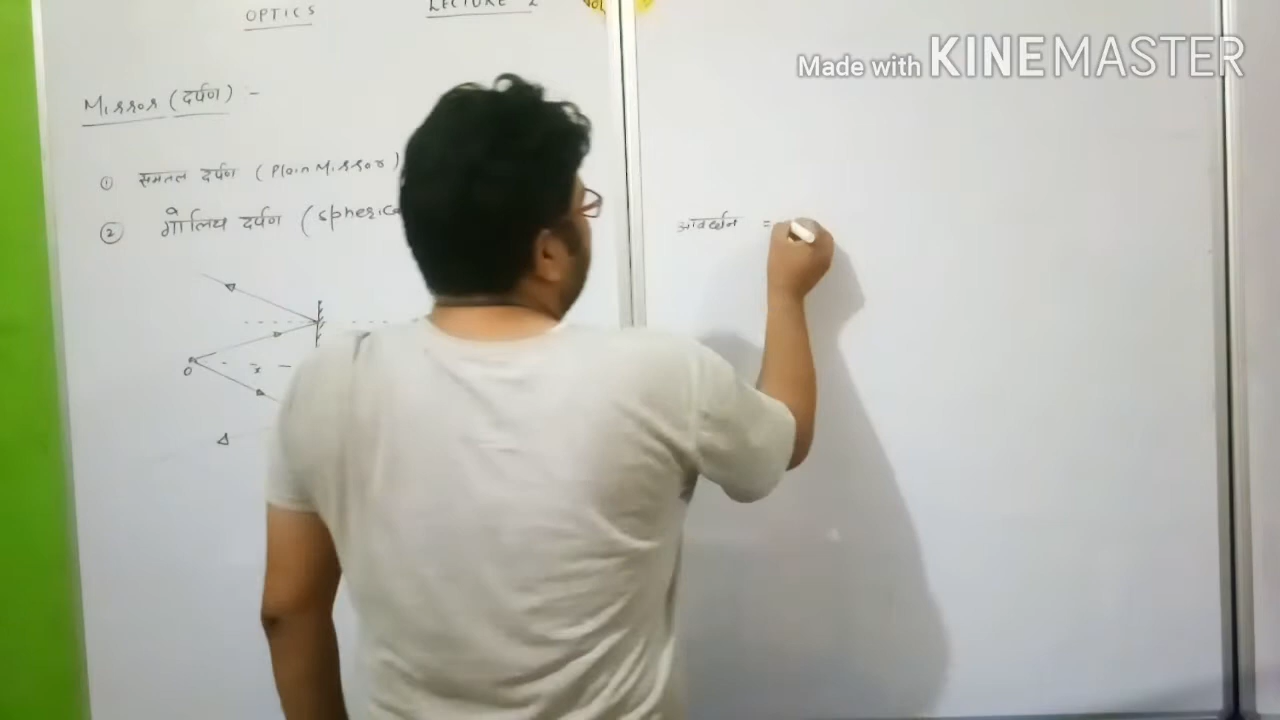 OPTICS
LECTURE 2
Mirror (दर्पण) -
① समतल दर्पण (Plain Mirror)
② गोलिय दर्पण (spheric
O
x
आवर्धन =
Made with KINEMASTER